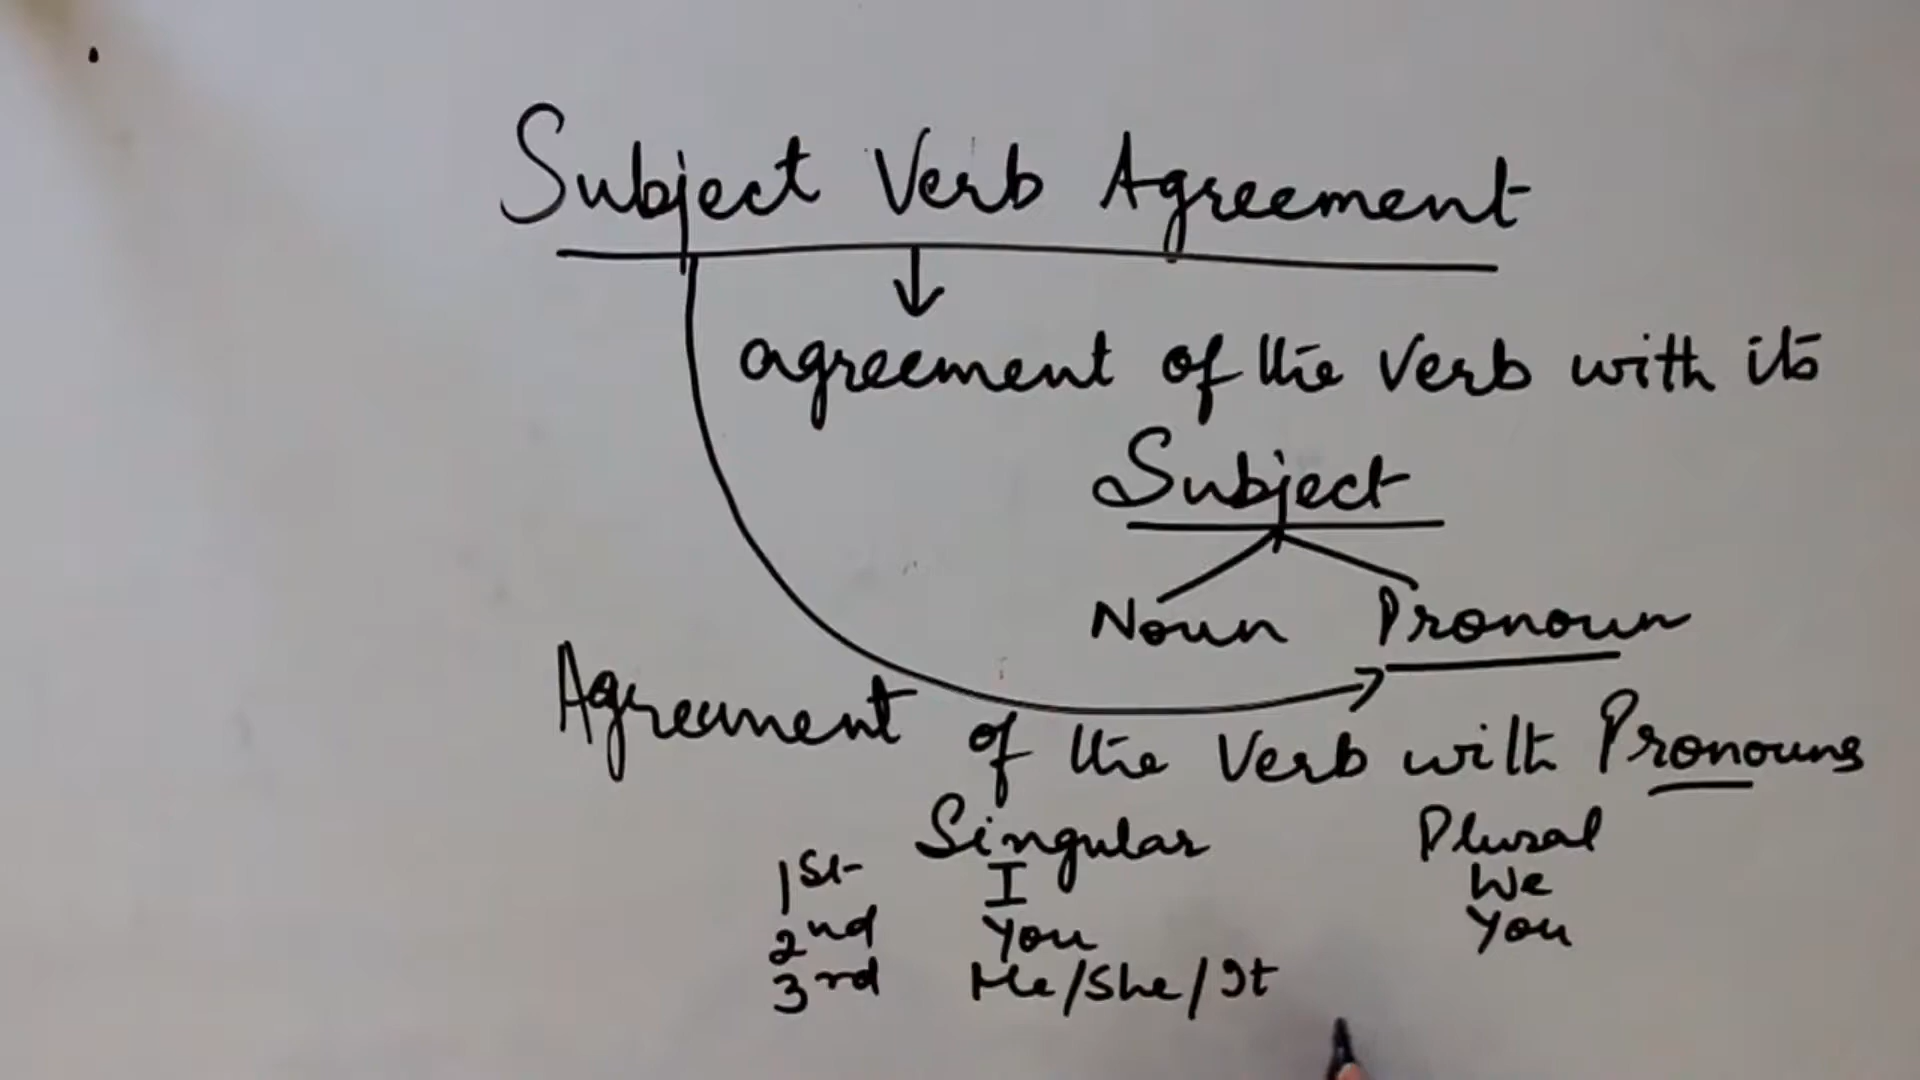 Subject Verb Agreement
agreement of the Verb with its
Subject
Noun Pronoun
Agreement of the Verb with Pronouns
Singular Plural
1st I We
2nd You You
3rd He/She/It